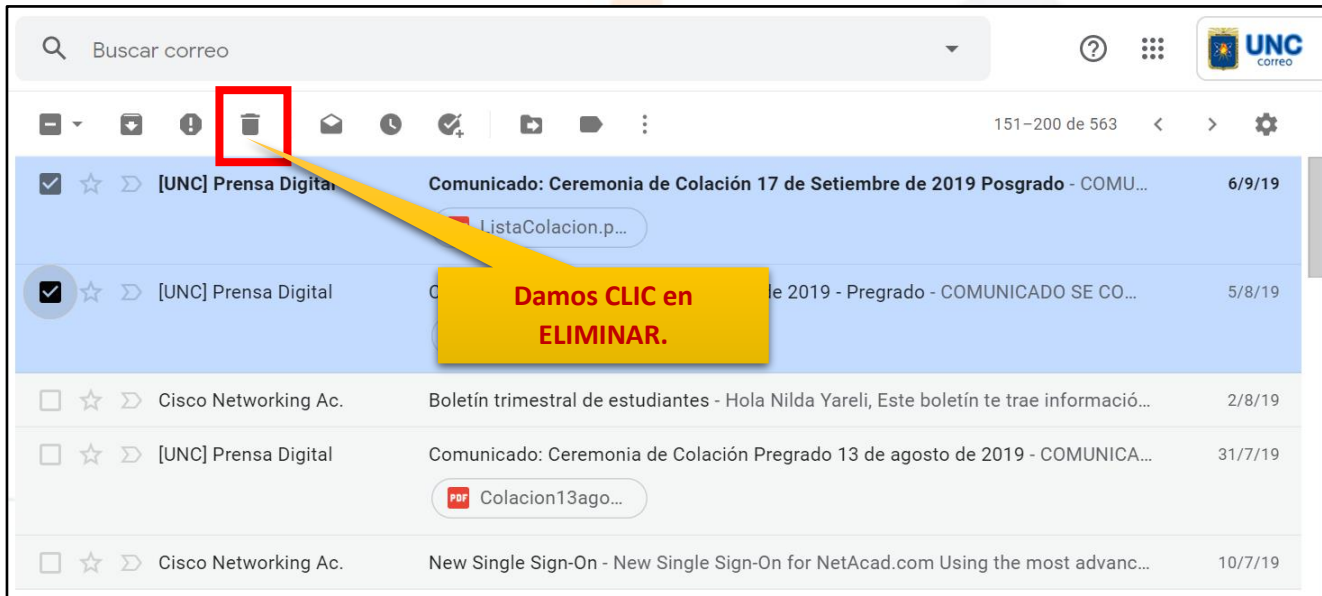 Buscar correo
UNC
correo
151–200 de 563
[UNC] Prensa Digital
Comunicado: Ceremonia de Colación 17 de Setiembre de 2019 Posgrado - COMU...
6/9/19
ListaColacion.p...
[UNC] Prensa Digital
C
de 2019 - Pregrado - COMUNICADO SE CO...
5/8/19
Damos CLIC en
ELIMINAR.
Cisco Networking Ac.
Boletín trimestral de estudiantes - Hola Nilda Yareli, Este boletín te trae informació...
2/8/19
[UNC] Prensa Digital
Comunicado: Ceremonia de Colación Pregrado 13 de agosto de 2019 - COMUNICA...
31/7/19
PDF Colacion13ago...
Cisco Networking Ac.
New Single Sign-On - New Single Sign-On for NetAcad.com Using the most advanc...
10/7/19